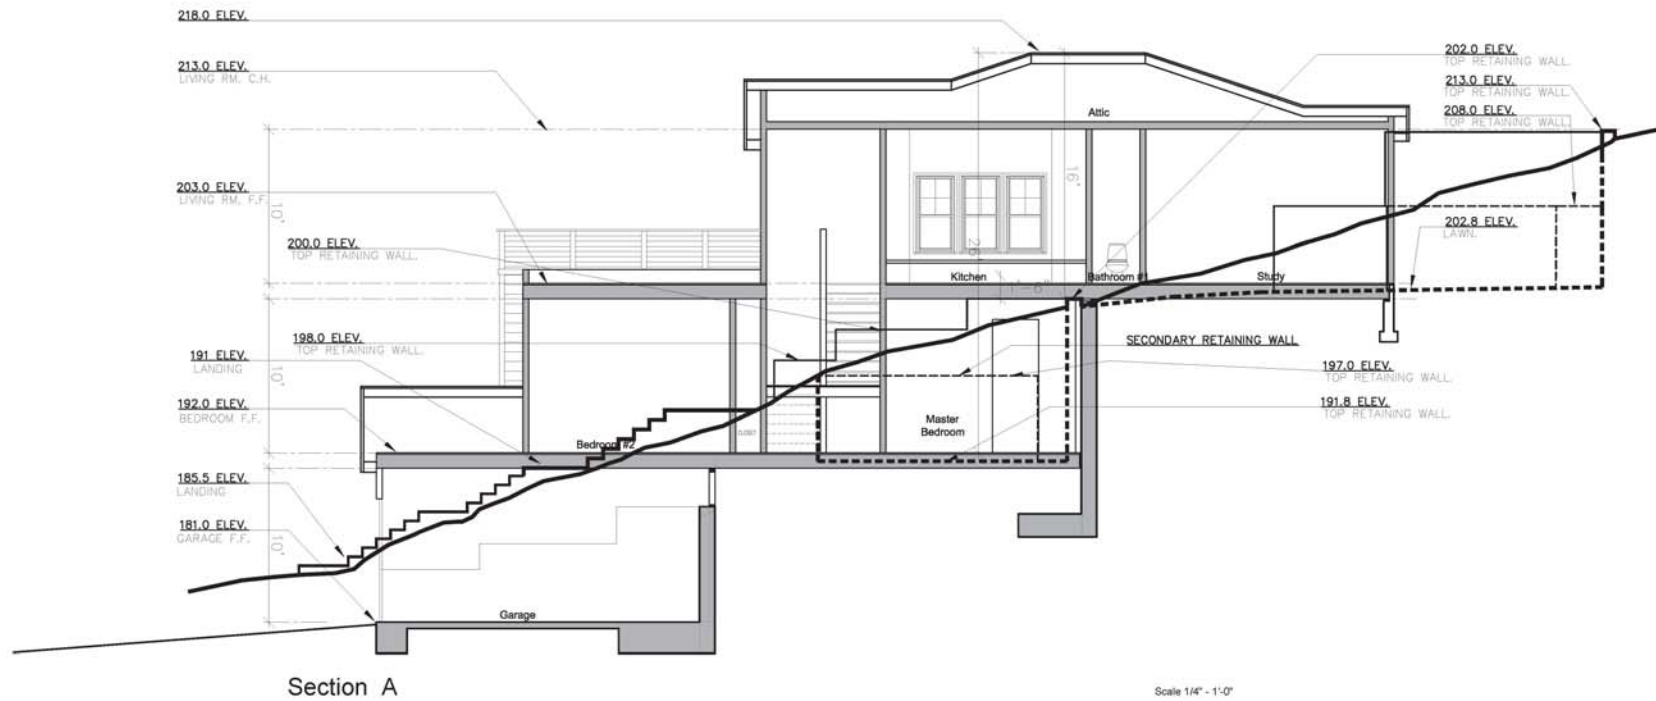 218.0 ELEV.
213.0 ELEV.
LIVING RM. C.H.
203.0 ELEV.
LIVING RM. F.F.
200.0 ELEV.
TOP RETAINING WALL.
198.0 ELEV.
TOP RETAINING WALL.
191 ELEV.
LANDING
192.0 ELEV.
BEDROOM F.F.
185.5 ELEV.
LANDING
181.0 ELEV.
GARAGE F.F.
10'
10'
10'
26'
16'
1'-6"
Attic
Kitchen
Bathroom #1
Study
Bedroom #2
CLOSET
Master
Bedroom
Garage
202.0 ELEV.
TOP RETAINING WALL.
213.0 ELEV.
TOP RETAINING WALL.
208.0 ELEV.
TOP RETAINING WALL.
202.8 ELEV.
LAWN.
SECONDARY RETAINING WALL
197.0 ELEV.
TOP RETAINING WALL.
191.8 ELEV.
TOP RETAINING WALL.
Section A
Scale 1/4" - 1'-0"